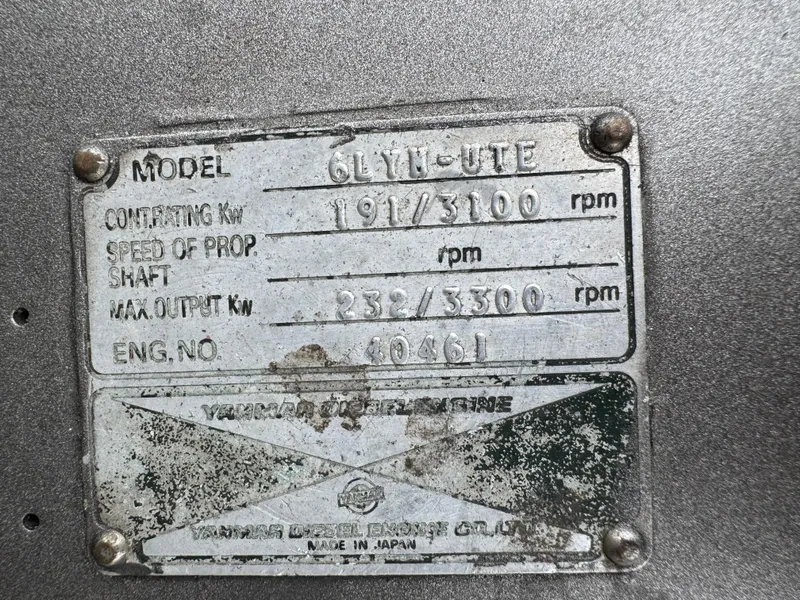 MODEL 6LYM-UTE
CONT.RATING Kw 191/3100 rpm
SPEED OF PROP. SHAFT rpm
MAX.OUTPUT Kw 232/3300 rpm
ENG.NO. 40461
YANMAR DIESEL ENGINE
YANMAR
YANMAR DIESEL ENGINE CO.,LTD.
MADE IN JAPAN